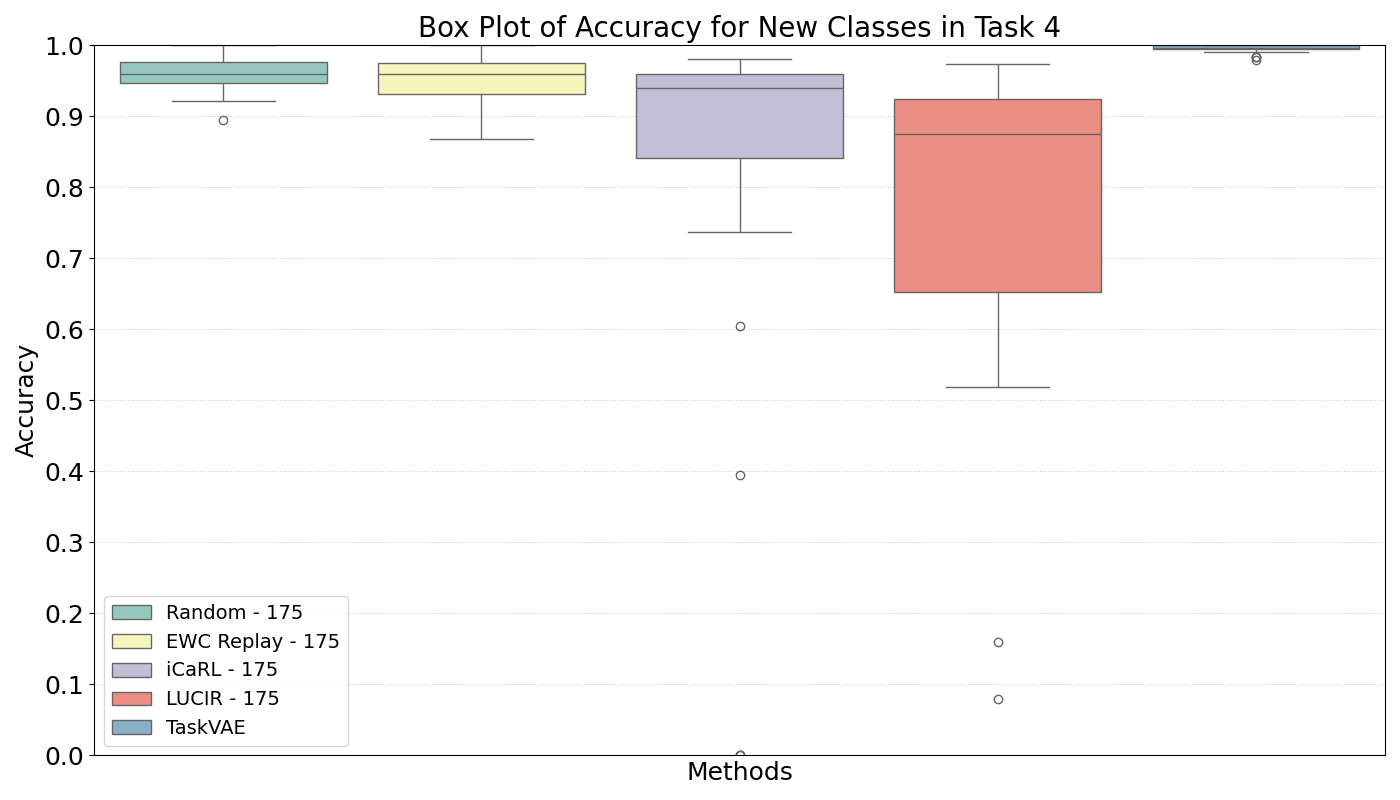 Box Plot of Accuracy for New Classes in Task 4
1.0
0.9
0.8
0.7
0.6
0.5
0.4
0.3
0.2
0.1
0.0
Accuracy
Random - 175
EWC Replay - 175
iCaRL - 175
LUCIR - 175
TaskVAE
Methods